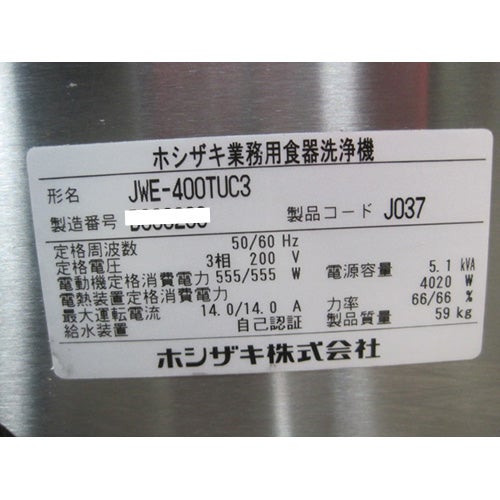 ホシザキ業務用食器洗浄機
形名 JWE-400TUC3
製造番号 製品コード J037
定格周波数 50/60 Hz
定格電圧 3相 200 V 電源容量 5.1 kVA
電動機定格消費電力 555/555 W
電熱装置定格消費電力 4020 W
最大運転電流 14.0/14.0 A 力率 66/66 %
給水装置 自己認証 製品質量 59 kg
ホシザキ株式会社